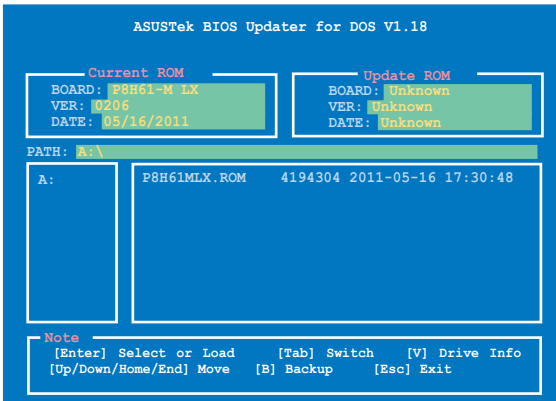 ASUSTek BIOS Updater for DOS V1.18
Current ROM
BOARD: P8H61-M LX
VER: 0206
DATE: 05/16/2011
Update ROM
BOARD: Unknown
VER: Unknown
DATE: Unknown
PATH: A:\
A:
P8H61MLX.ROM 4194304 2011-05-16 17:30:48
Note
[Enter] Select or Load [Tab] Switch [V] Drive Info
[Up/Down/Home/End] Move [B] Backup [Esc] Exit